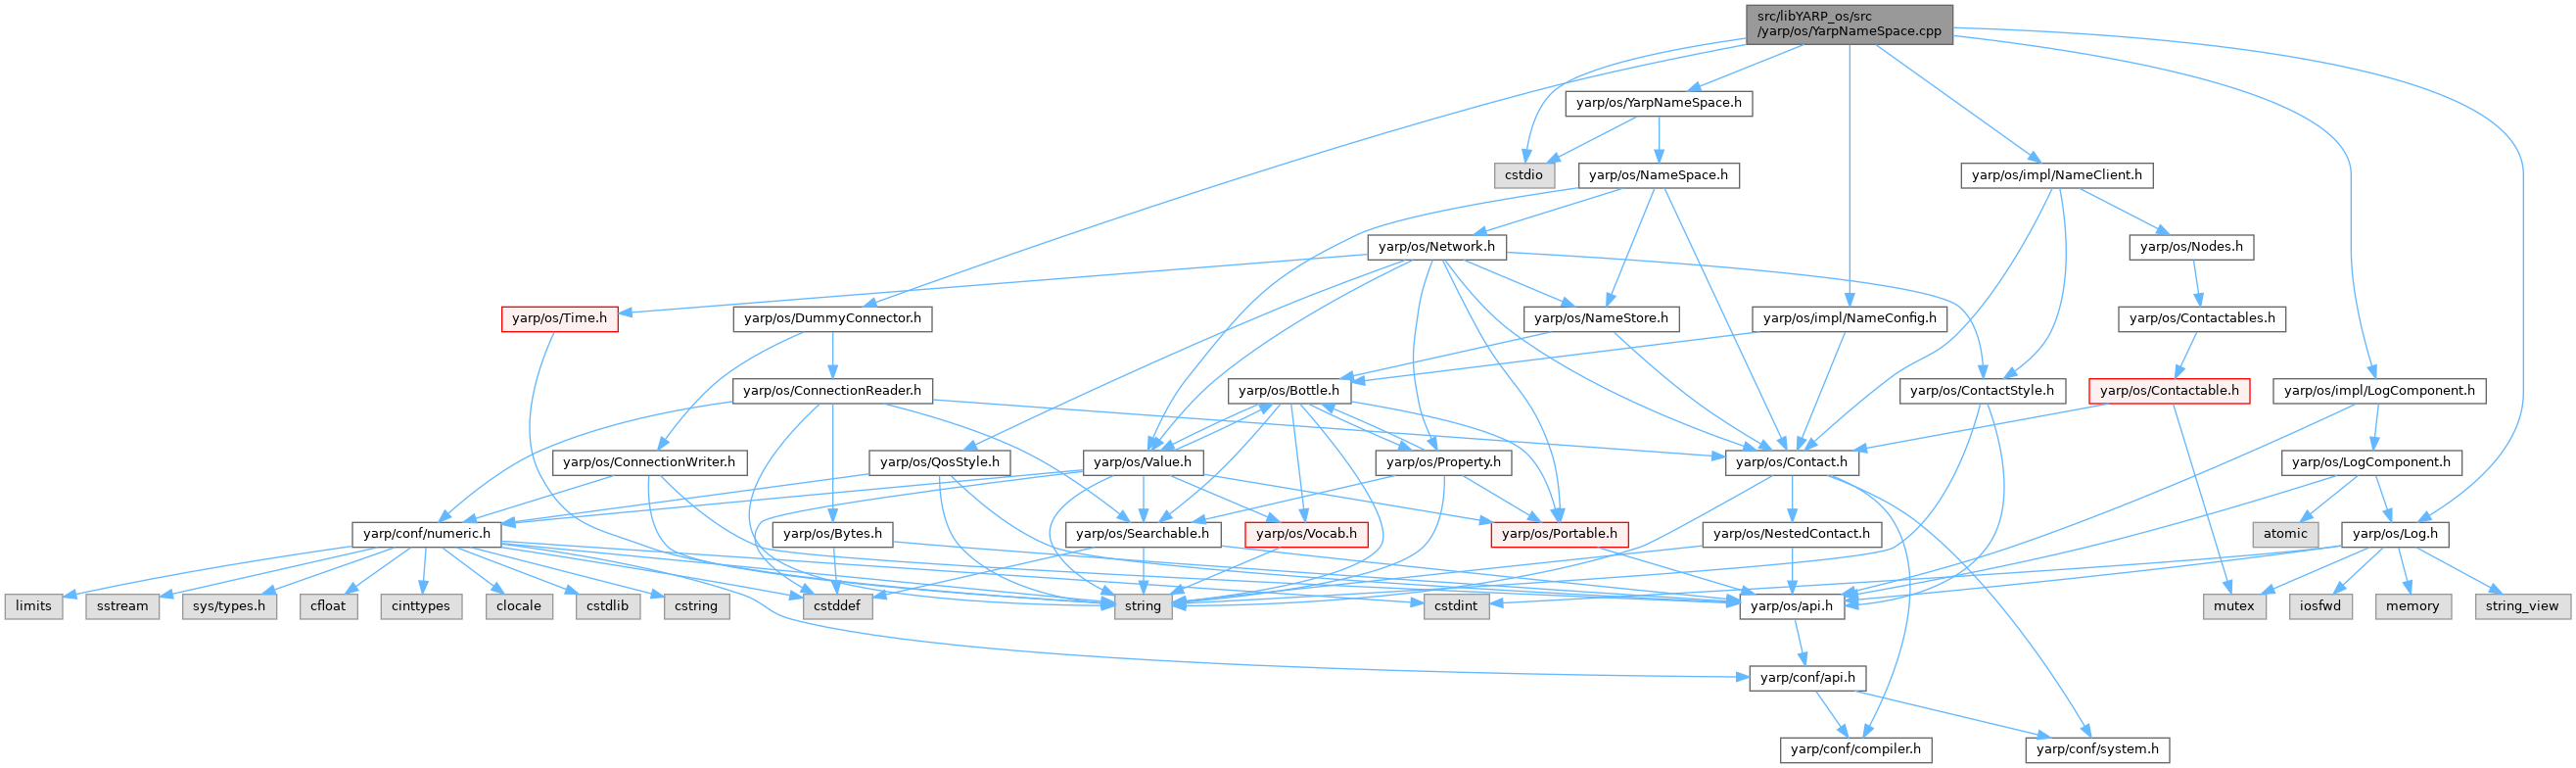 src/libYARP_os/src
/yarp/os/YarpNameSpace.cpp
yarp/os/YarpNameSpace.h
cstdio
yarp/os/NameSpace.h
yarp/os/impl/NameClient.h
yarp/os/Network.h
yarp/os/Nodes.h
yarp/os/Time.h
yarp/os/DummyConnector.h
yarp/os/NameStore.h
yarp/os/impl/NameConfig.h
yarp/os/Contactables.h
yarp/os/ConnectionReader.h
yarp/os/Bottle.h
yarp/os/ContactStyle.h
yarp/os/Contactable.h
yarp/os/impl/LogComponent.h
yarp/os/ConnectionWriter.h
yarp/os/QosStyle.h
yarp/os/Value.h
yarp/os/Property.h
yarp/os/Contact.h
yarp/os/LogComponent.h
yarp/conf/numeric.h
yarp/os/Bytes.h
yarp/os/Searchable.h
yarp/os/Vocab.h
yarp/os/Portable.h
yarp/os/NestedContact.h
atomic
yarp/os/Log.h
limits
sstream
sys/types.h
cfloat
cinttypes
clocale
cstdlib
cstring
cstddef
string
cstdint
yarp/os/api.h
mutex
iosfwd
memory
string_view
yarp/conf/api.h
yarp/conf/compiler.h
yarp/conf/system.h